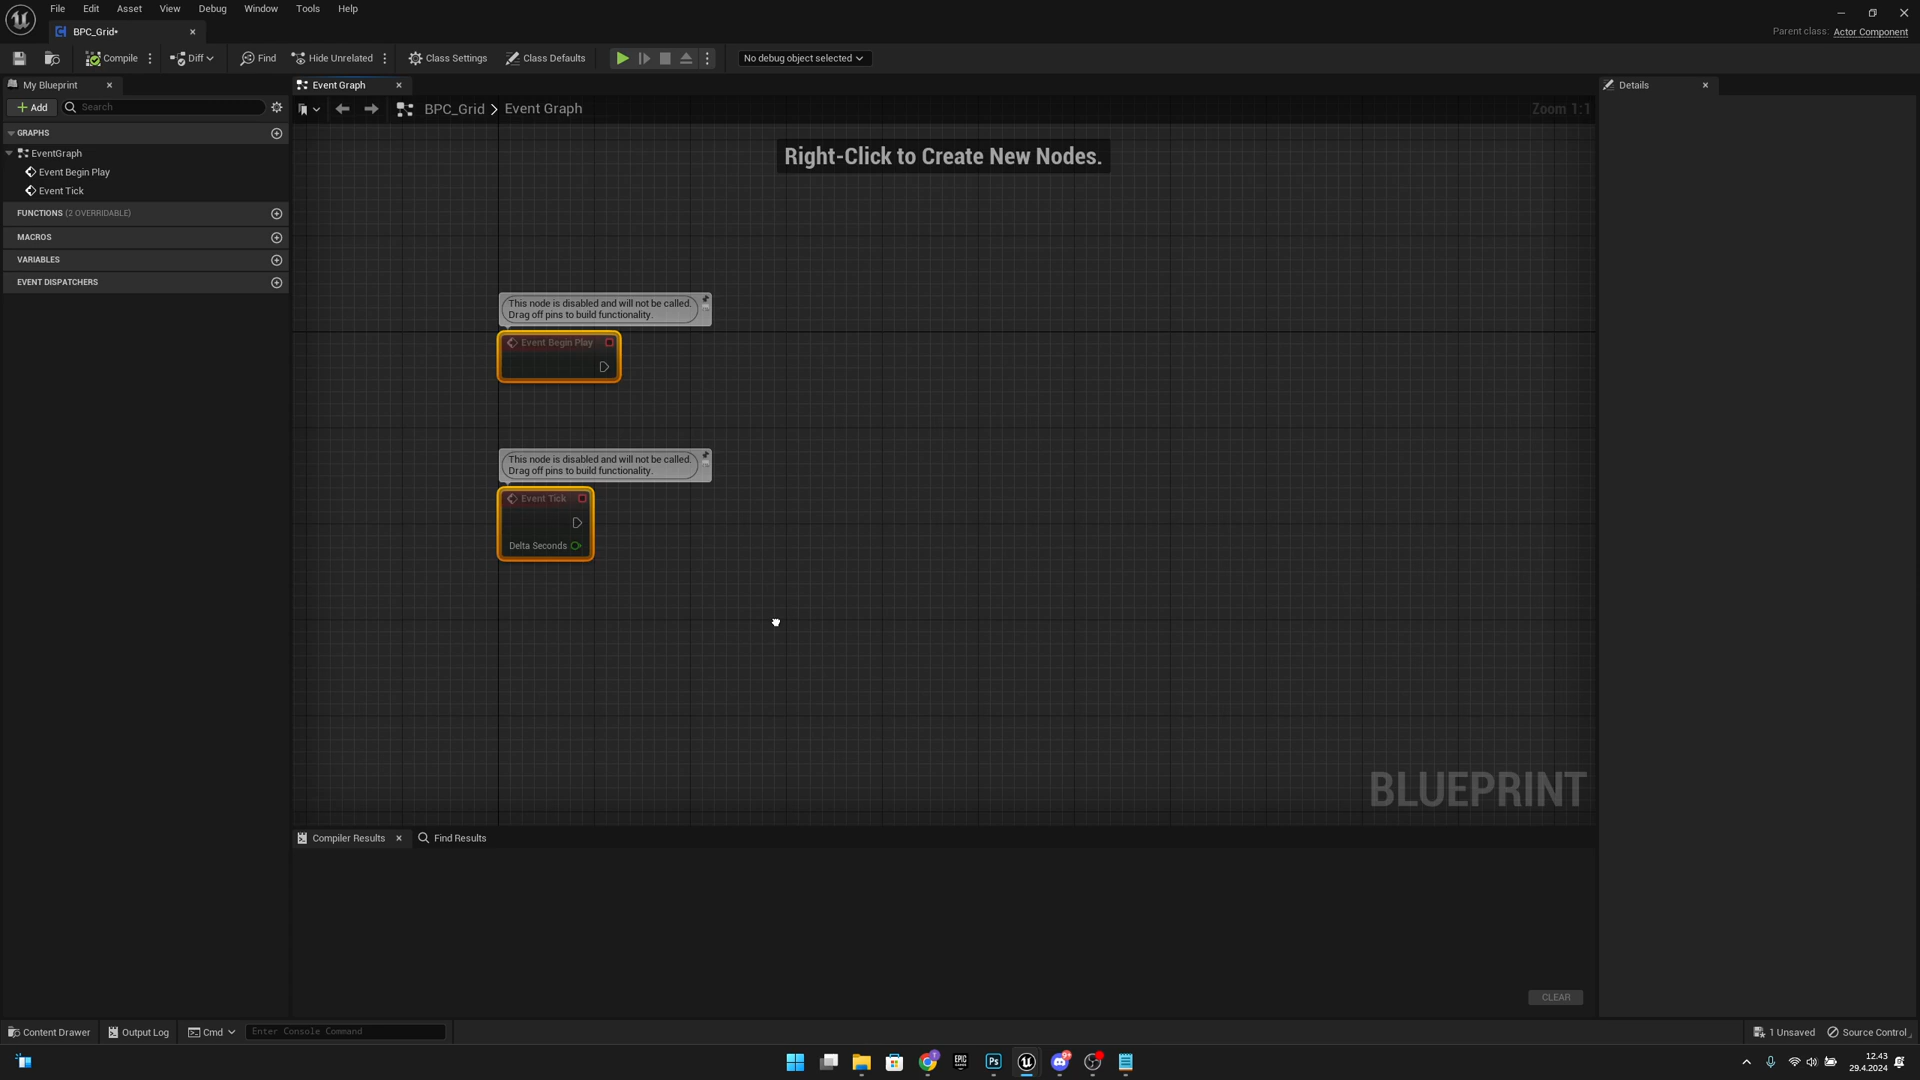 File Edit Asset View Debug Window Tools Help
BPC_Grid*
Parent class: Actor Component
Compile Diff Find Hide Unrelated Class Settings Class Defaults No debug object selected
My Blueprint
Event Graph
Details
Add Search
BPC_Grid > Event Graph
Zoom 1:1
GRAPHS
EventGraph
Event Begin Play
Event Tick
FUNCTIONS (2 OVERRIDABLE)
MACROS
VARIABLES
EVENT DISPATCHERS
Right-Click to Create New Nodes.
This node is disabled and will not be called.
Drag off pins to build functionality.
Event Begin Play
This node is disabled and will not be called.
Drag off pins to build functionality.
Event Tick
Delta Seconds
BLUEPRINT
Compiler Results
Find Results
CLEAR
Content Drawer Output Log Cmd Enter Console Command
1 Unsaved Source Control
Ps
EPIC
9+
12.43
29.4.2024